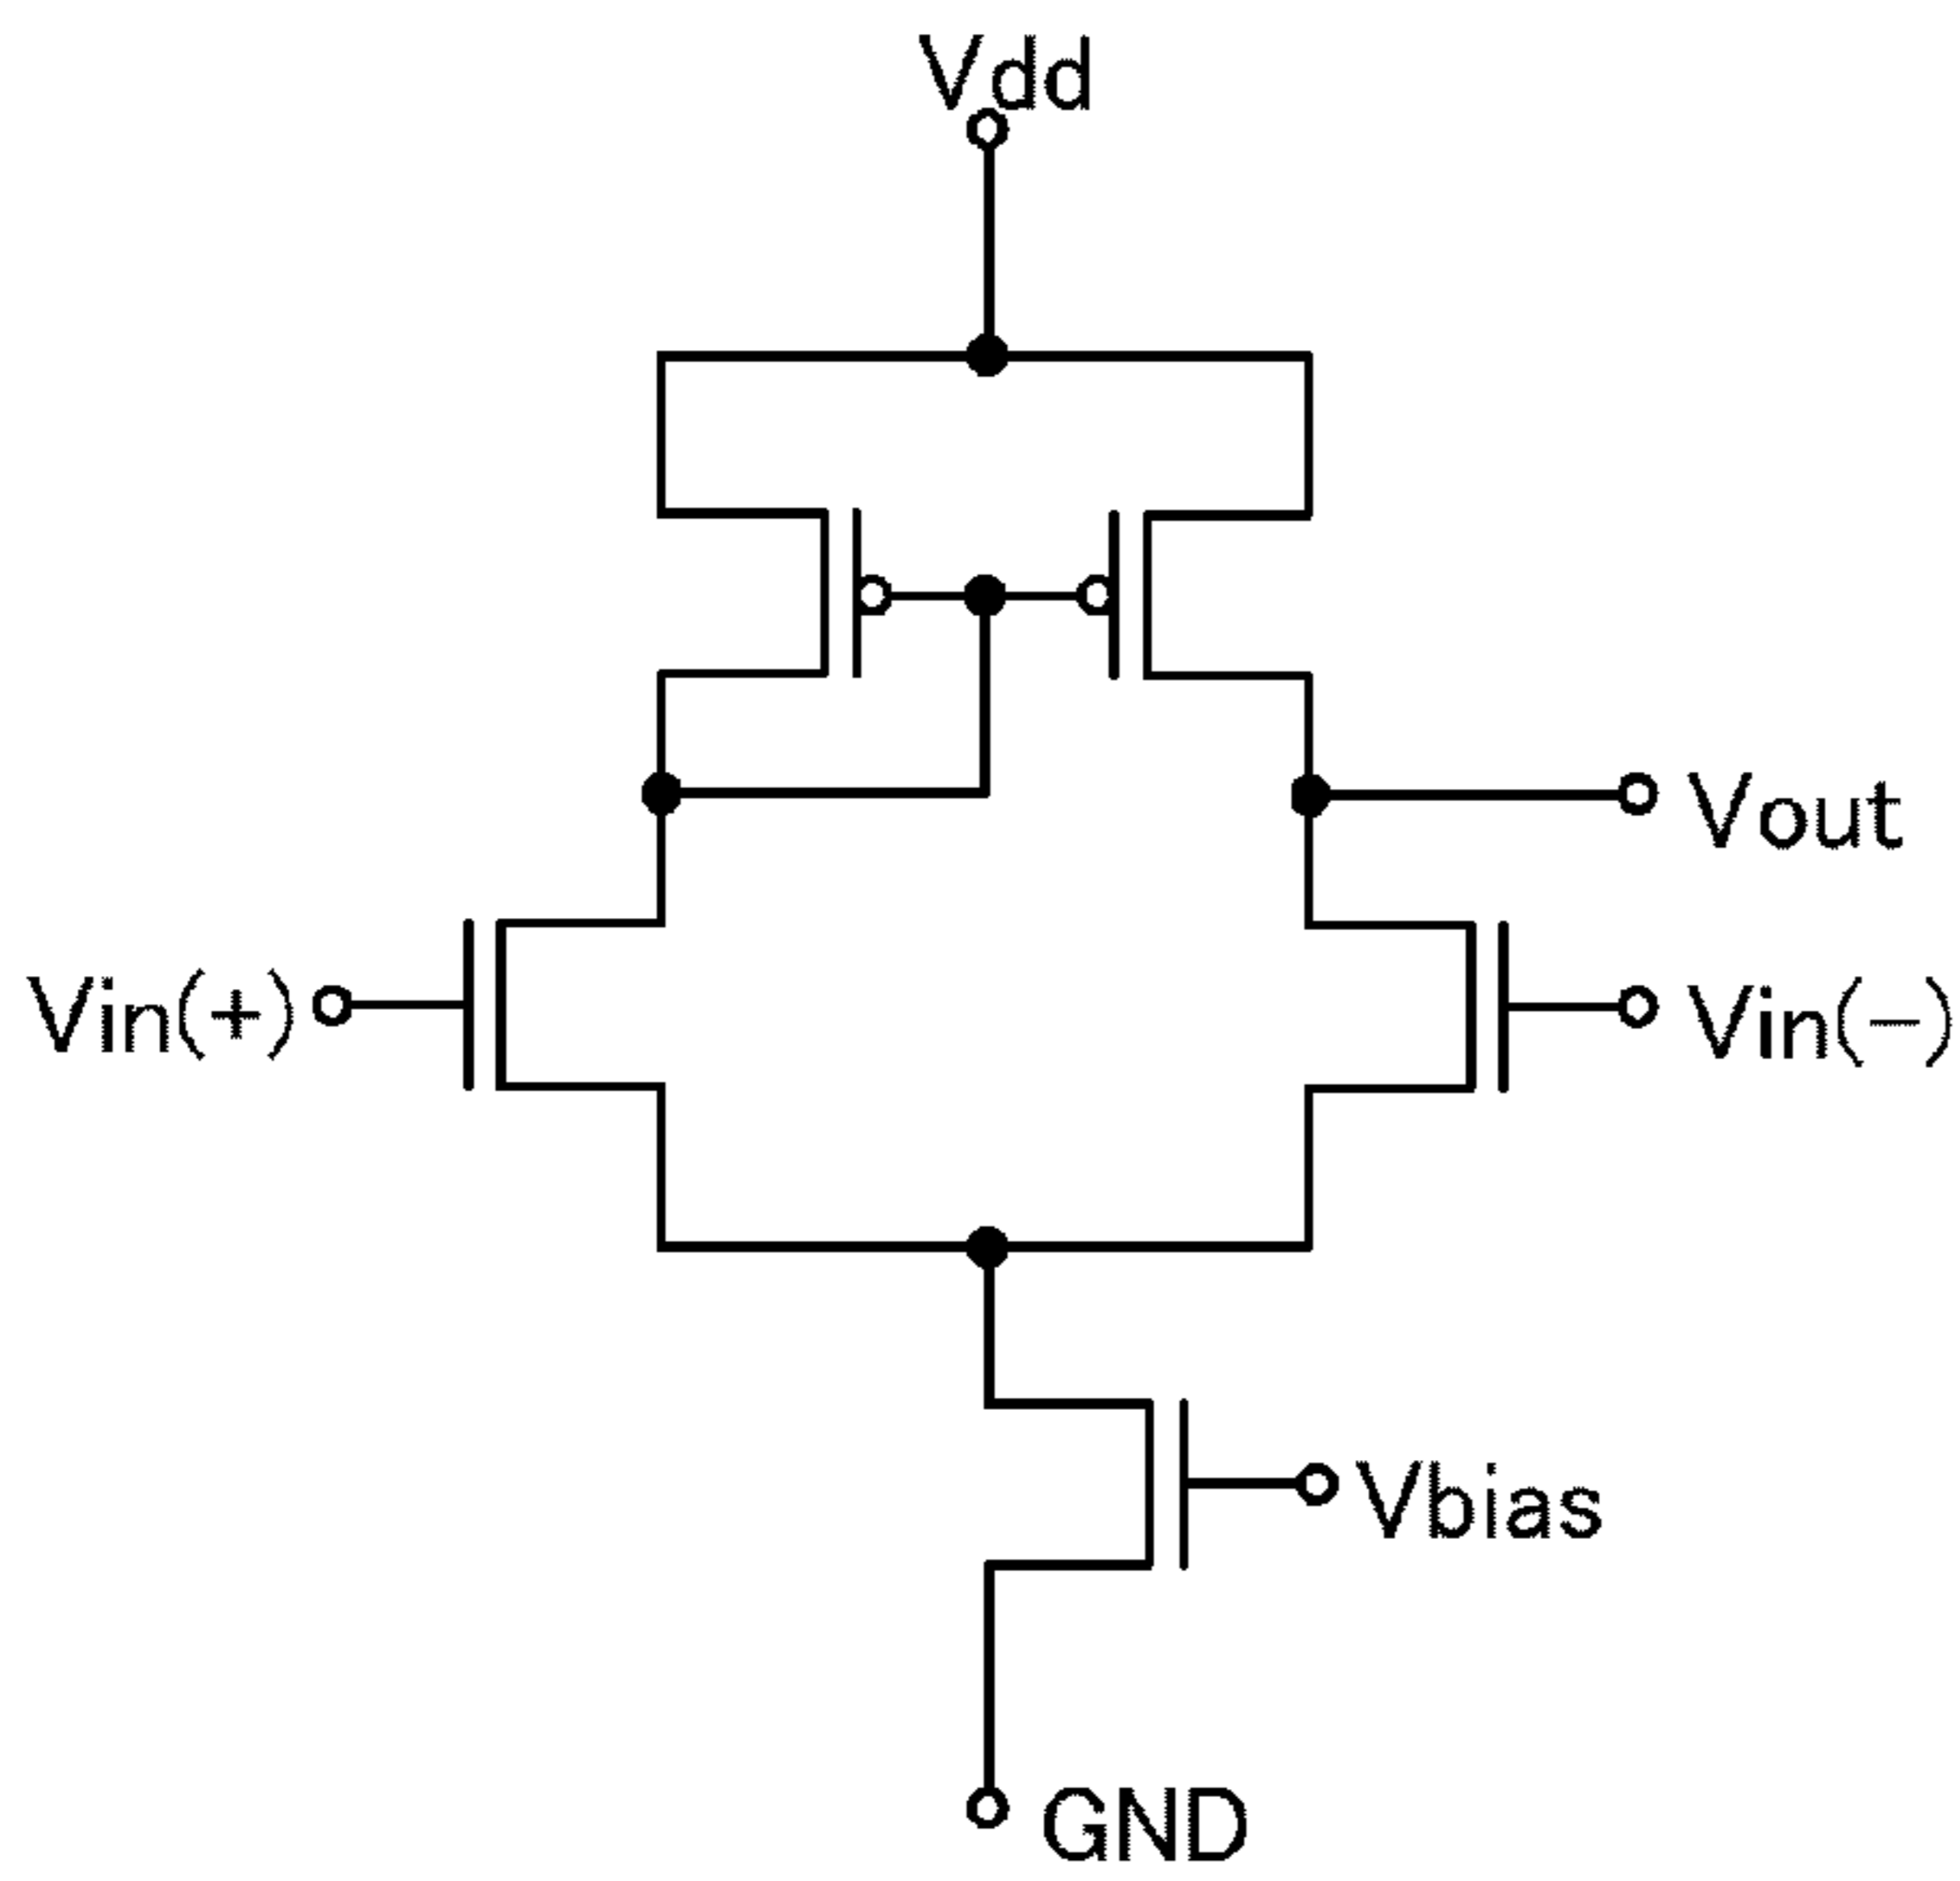 Vdd
Vout
Vin(+)
Vin(−)
Vbias
GND